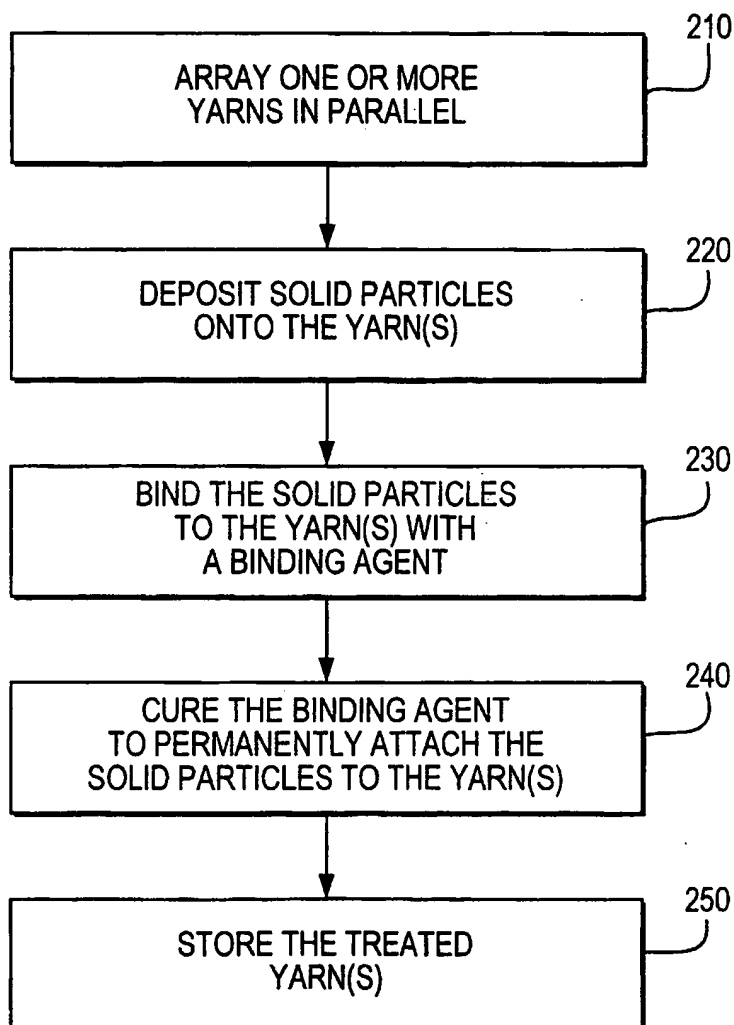 210
ARRAY ONE OR MORE
YARNS IN PARALLEL
220
DEPOSIT SOLID PARTICLES
ONTO THE YARN(S)
230
BIND THE SOLID PARTICLES
TO THE YARN(S) WITH
A BINDING AGENT
240
CURE THE BINDING AGENT
TO PERMANENTLY ATTACH THE
SOLID PARTICLES TO THE YARN(S)
250
STORE THE TREATED
YARN(S)